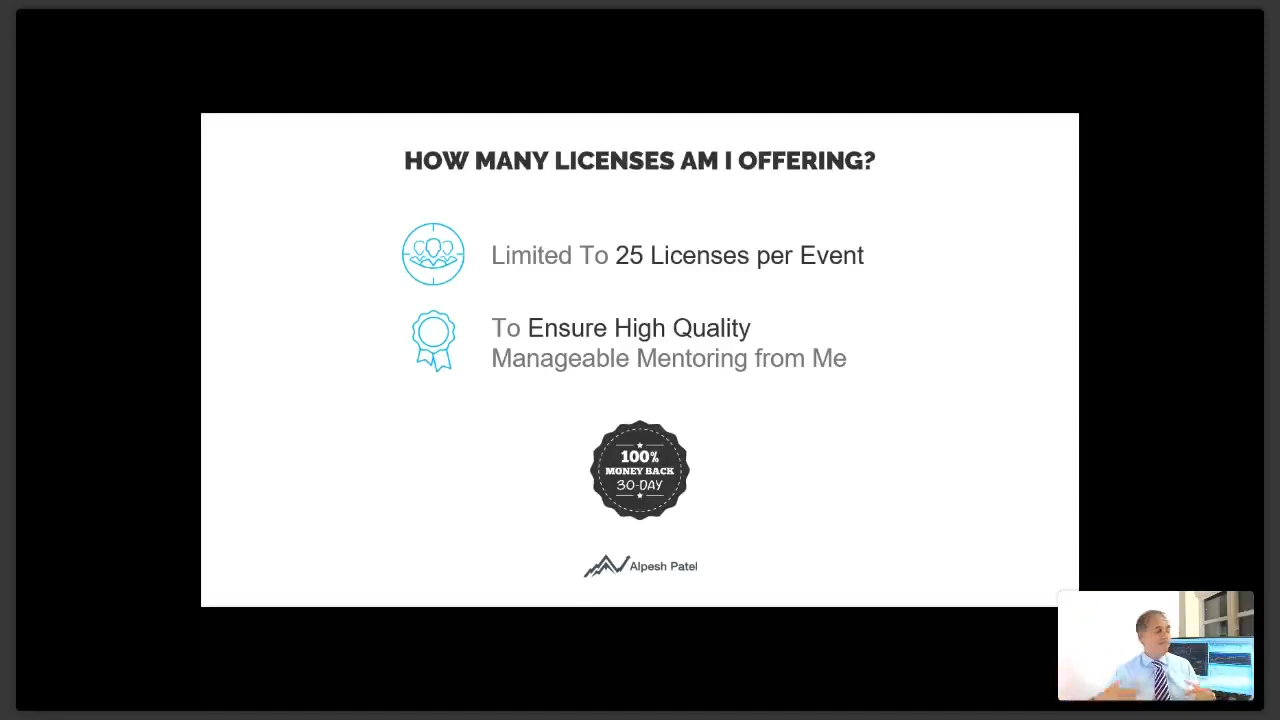 HOW MANY LICENSES AM I OFFERING?
Limited To 25 Licenses per Event
To Ensure High Quality
Manageable Mentoring from Me
100%
MONEY BACK
30-DAY
Alpesh Patel